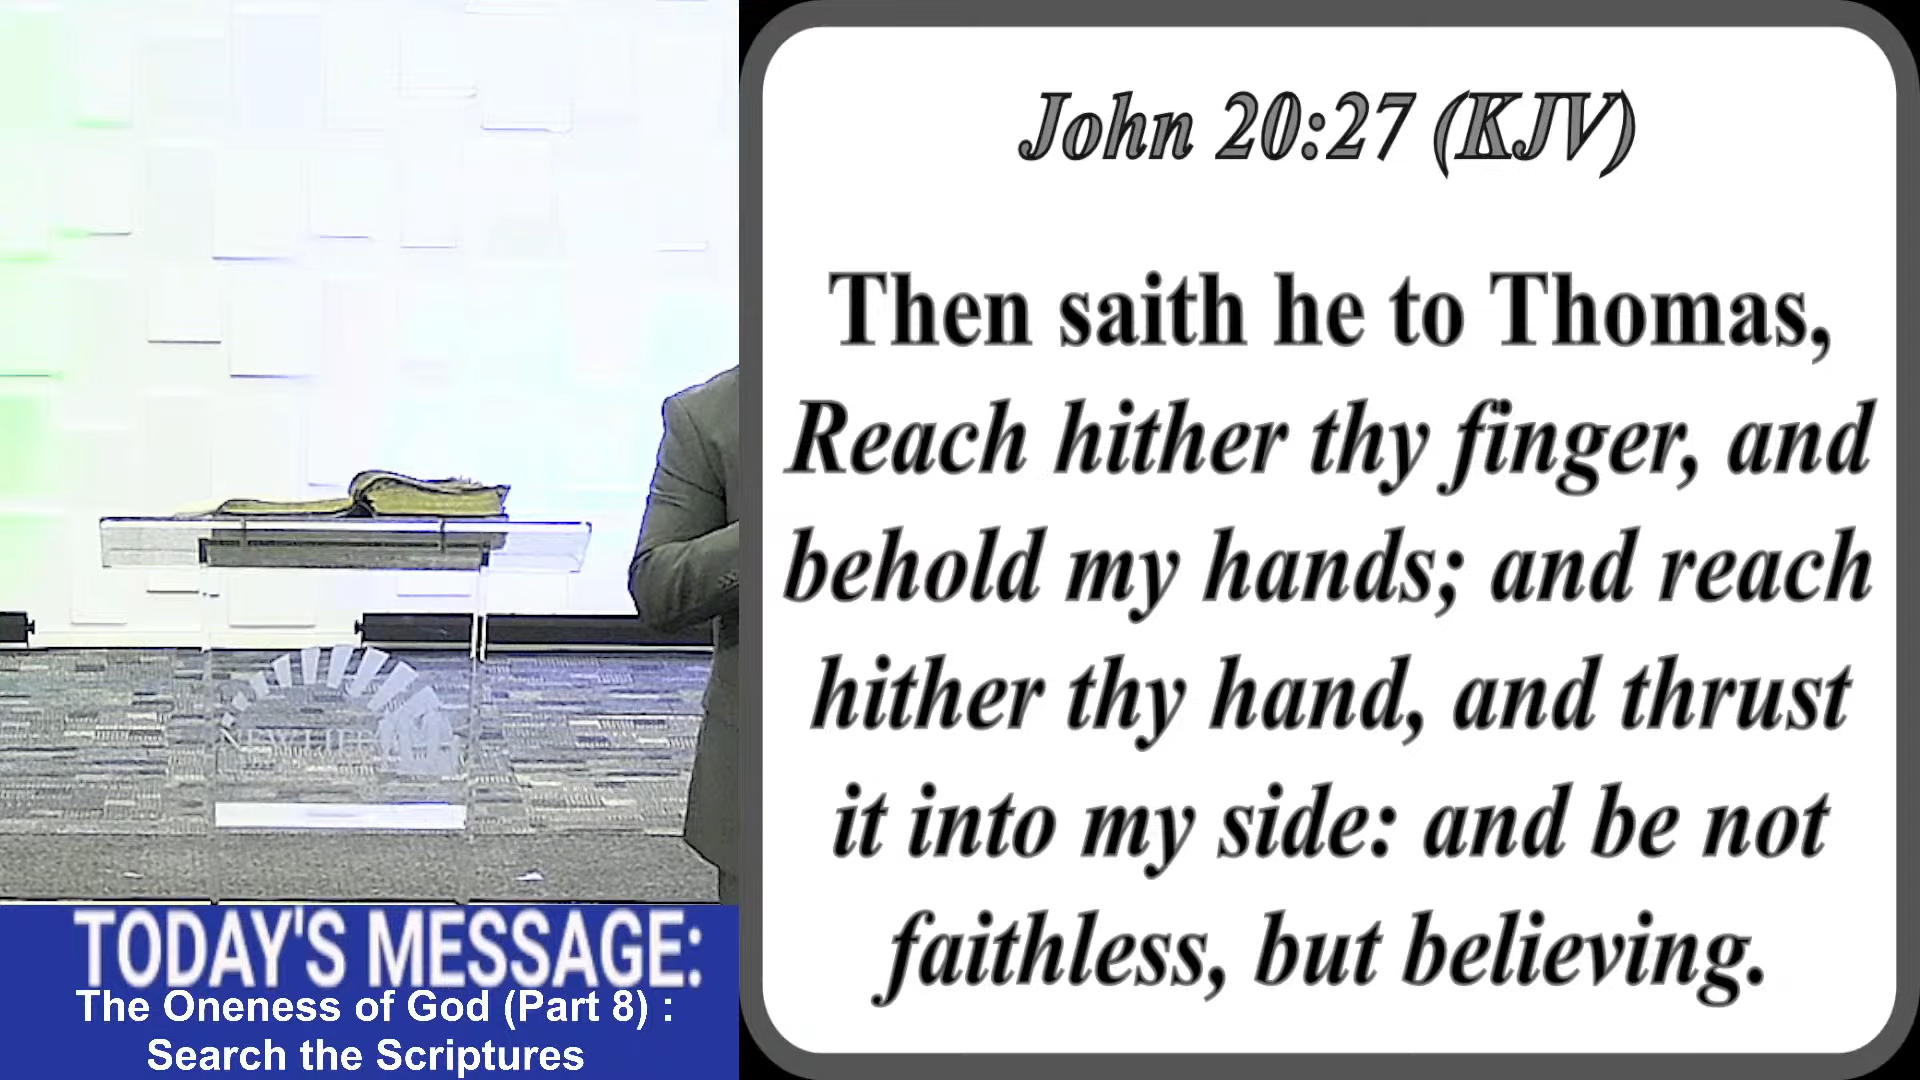 John 20:27 (KJV)
Then saith he to Thomas,
Reach hither thy finger, and
behold my hands; and reach
hither thy hand, and thrust
it into my side: and be not
faithless, but believing.
NEW LIFE
TODAY'S MESSAGE:
The Oneness of God (Part 8) :
Search the Scriptures